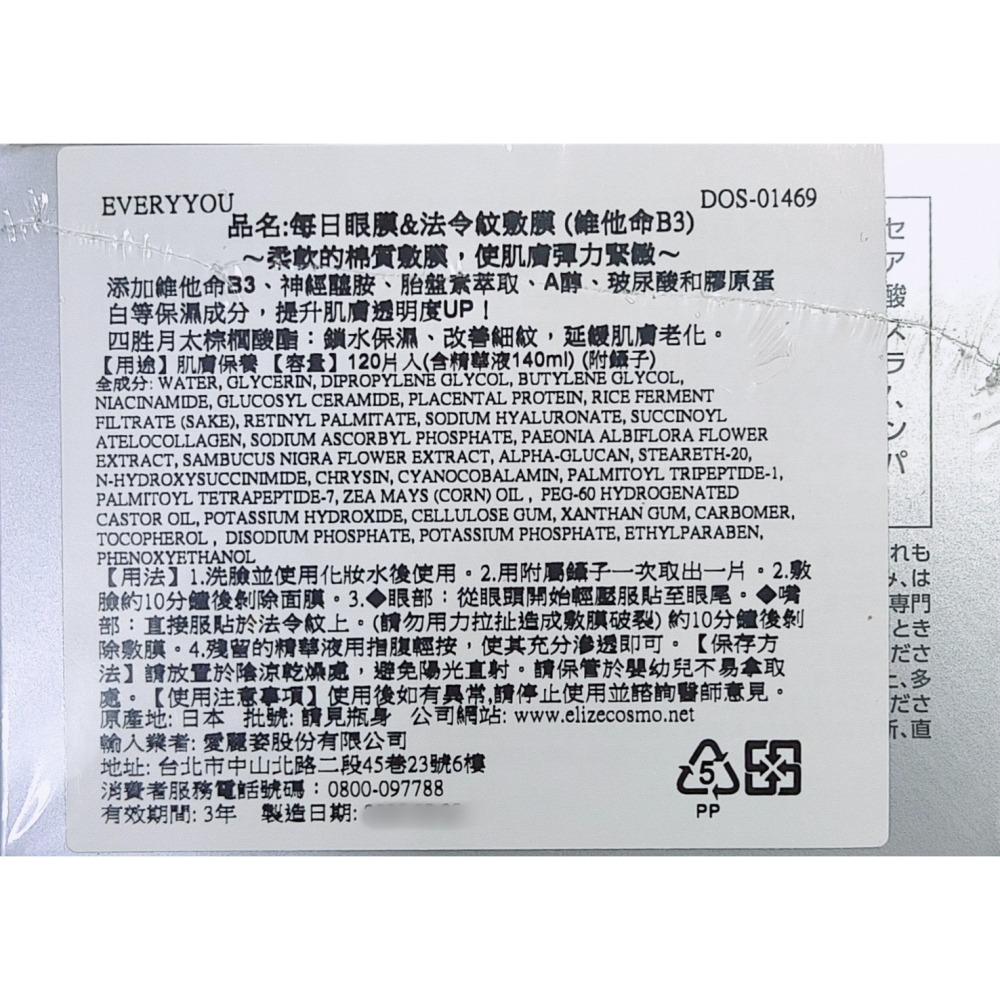 EVERYYOU
DOS-01469
品名:每日眼膜&法令紋敷膜 (維他命B3)
～柔軟的棉質敷膜，使肌膚彈力緊緻～
添加維他命B3、神經醯胺、胎盤素萃取、A醇、玻尿酸和膠原蛋
白等保濕成分，提升肌膚透明度UP！
四胜月太棕櫚酸酯：鎖水保濕、改善細紋，延緩肌膚老化。
【用途】肌膚保養 【容量】120片入(含精華液140ml) (附鑷子)
全成分: WATER, GLYCERIN, DIPROPYLENE GLYCOL, BUTYLENE GLYCOL,
NIACINAMIDE, GLUCOSYL CERAMIDE, PLACENTAL PROTEIN, RICE FERMENT
FILTRATE (SAKE), RETINYL PALMITATE, SODIUM HYALURONATE, SUCCINOYL
ATELOCOLLAGEN, SODIUM ASCORBYL PHOSPHATE, PAEONIA ALBIFLORA FLOWER
EXTRACT, SAMBUCUS NIGRA FLOWER EXTRACT, ALPHA-GLUCAN, STEARETH-20,
N-HYDROXYSUCCINIMIDE, CHRYSIN, CYANOCOBALAMIN, PALMITOYL TRIPEPTIDE-1,
PALMITOYL TETRAPEPTIDE-7, ZEA MAYS (CORN) OIL , PEG-60 HYDROGENATED
CASTOR OIL, POTASSIUM HYDROXIDE, CELLULOSE GUM, XANTHAN GUM, CARBOMER,
TOCOPHEROL , DISODIUM PHOSPHATE, POTASSIUM PHOSPHATE, ETHYLPARABEN,
PHENOXYETHANOL
【用法】1.洗臉並使用化妝水後使用。2.用附屬鑷子一次取出一片。2.敷
臉約10分鐘後剝除面膜。3.◆眼部：從眼頭開始輕壓服貼至眼尾。◆嘴
部：直接服貼於法令紋上。(請勿用力拉扯造成敷膜破裂) 約10分鐘後剝
除敷膜。4.殘留的精華液用指腹輕按，使其充分滲透即可。【保存方
法】請放置於陰涼乾燥處，避免陽光直射。請保管於嬰幼兒不易拿取
處。【使用注意事項】使用後如有異常,請停止使用並諮詢醫師意見。
原產地: 日本 批號: 請見瓶身 公司網站: www.elizecosmo.net
輸入業者: 愛麗姿股份有限公司
地址: 台北市中山北路二段45巷23號6樓
消費者服務電話號碼：0800-097788
有效期間: 3年 製造日期:
5
PP
セ
ア
酸
ス
ラ
ン
パ
れも
は
専門
とき
ださ
、多
ださ
、直